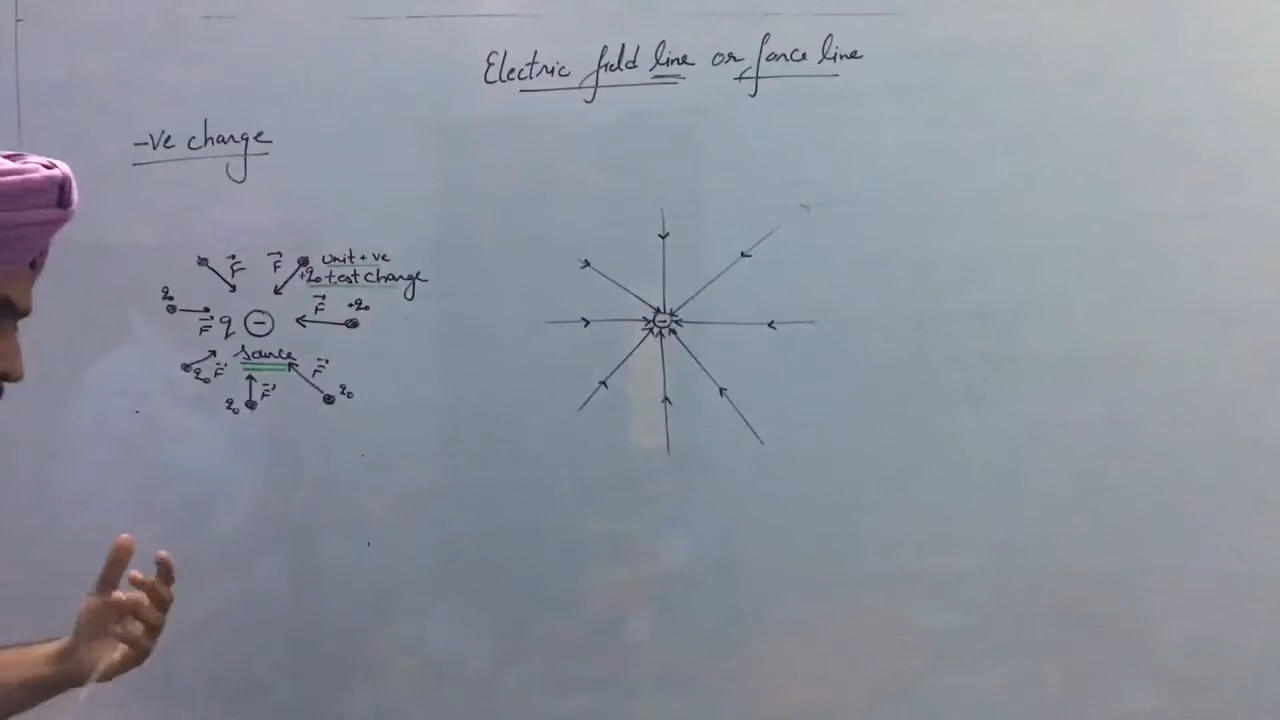 Electric field line or force line
-ve charge
F⃗ F⃗ unit +ve
+q₀ test charge
q₀ F⃗ +q₀
F⃗ q −
source
q₀ F⃗ F⃗
q₀ F⃗ q₀
−